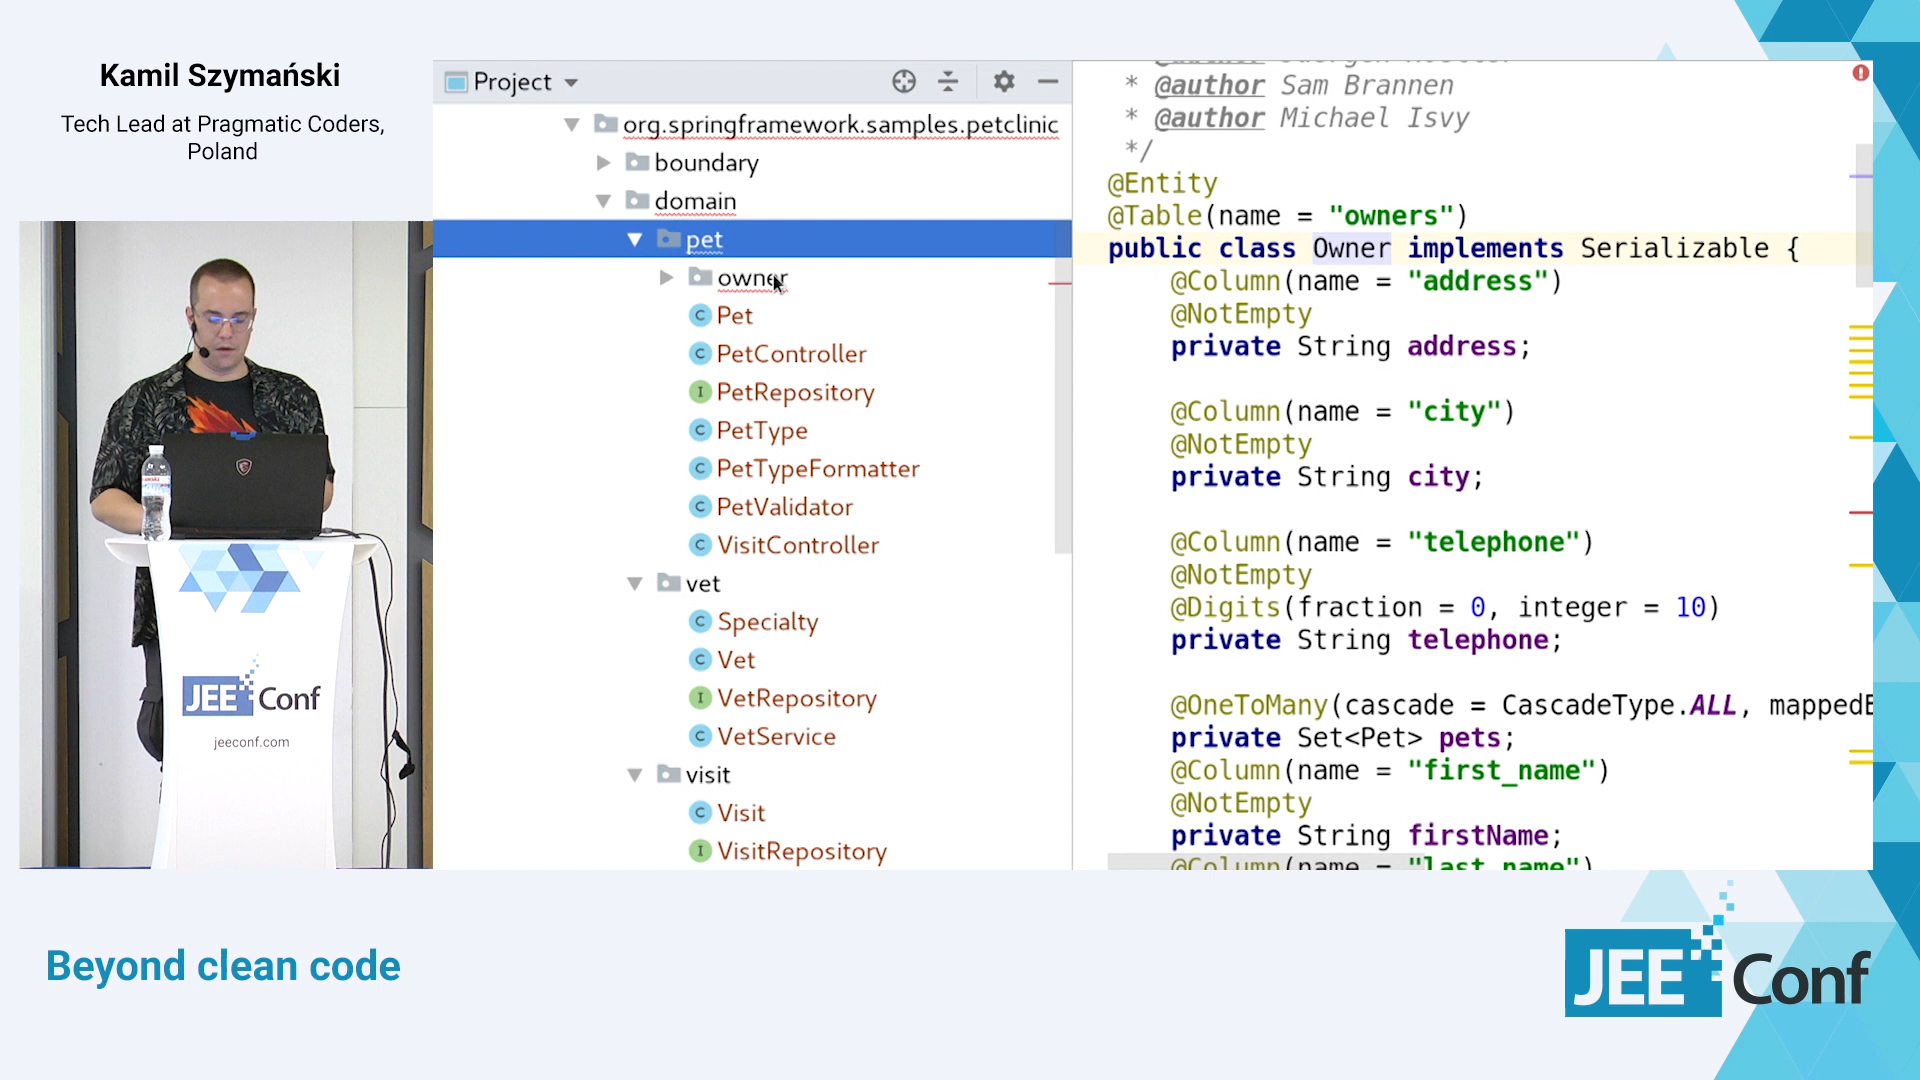 Kamil Szymański
Tech Lead at Pragmatic Coders,
Poland
Project
org.springframework.samples.petclinic
boundary
domain
pet
owner
Pet
PetController
PetRepository
PetType
PetTypeFormatter
PetValidator
VisitController
vet
Specialty
Vet
VetRepository
VetService
visit
Visit
VisitRepository
* @author Sam Brannen
* @author Michael Isvy
*/
@Entity
@Table(name = "owners")
public class Owner implements Serializable {
@Column(name = "address")
@NotEmpty
private String address;
@Column(name = "city")
@NotEmpty
private String city;
@Column(name = "telephone")
@NotEmpty
@Digits(fraction = 0, integer = 10)
private String telephone;
@OneToMany(cascade = CascadeType.ALL, mappedB
private Set<Pet> pets;
@Column(name = "first_name")
@NotEmpty
private String firstName;
@Column(name = "last_name")
JEE Conf
jeeconf.com
Beyond clean code
JEE Conf